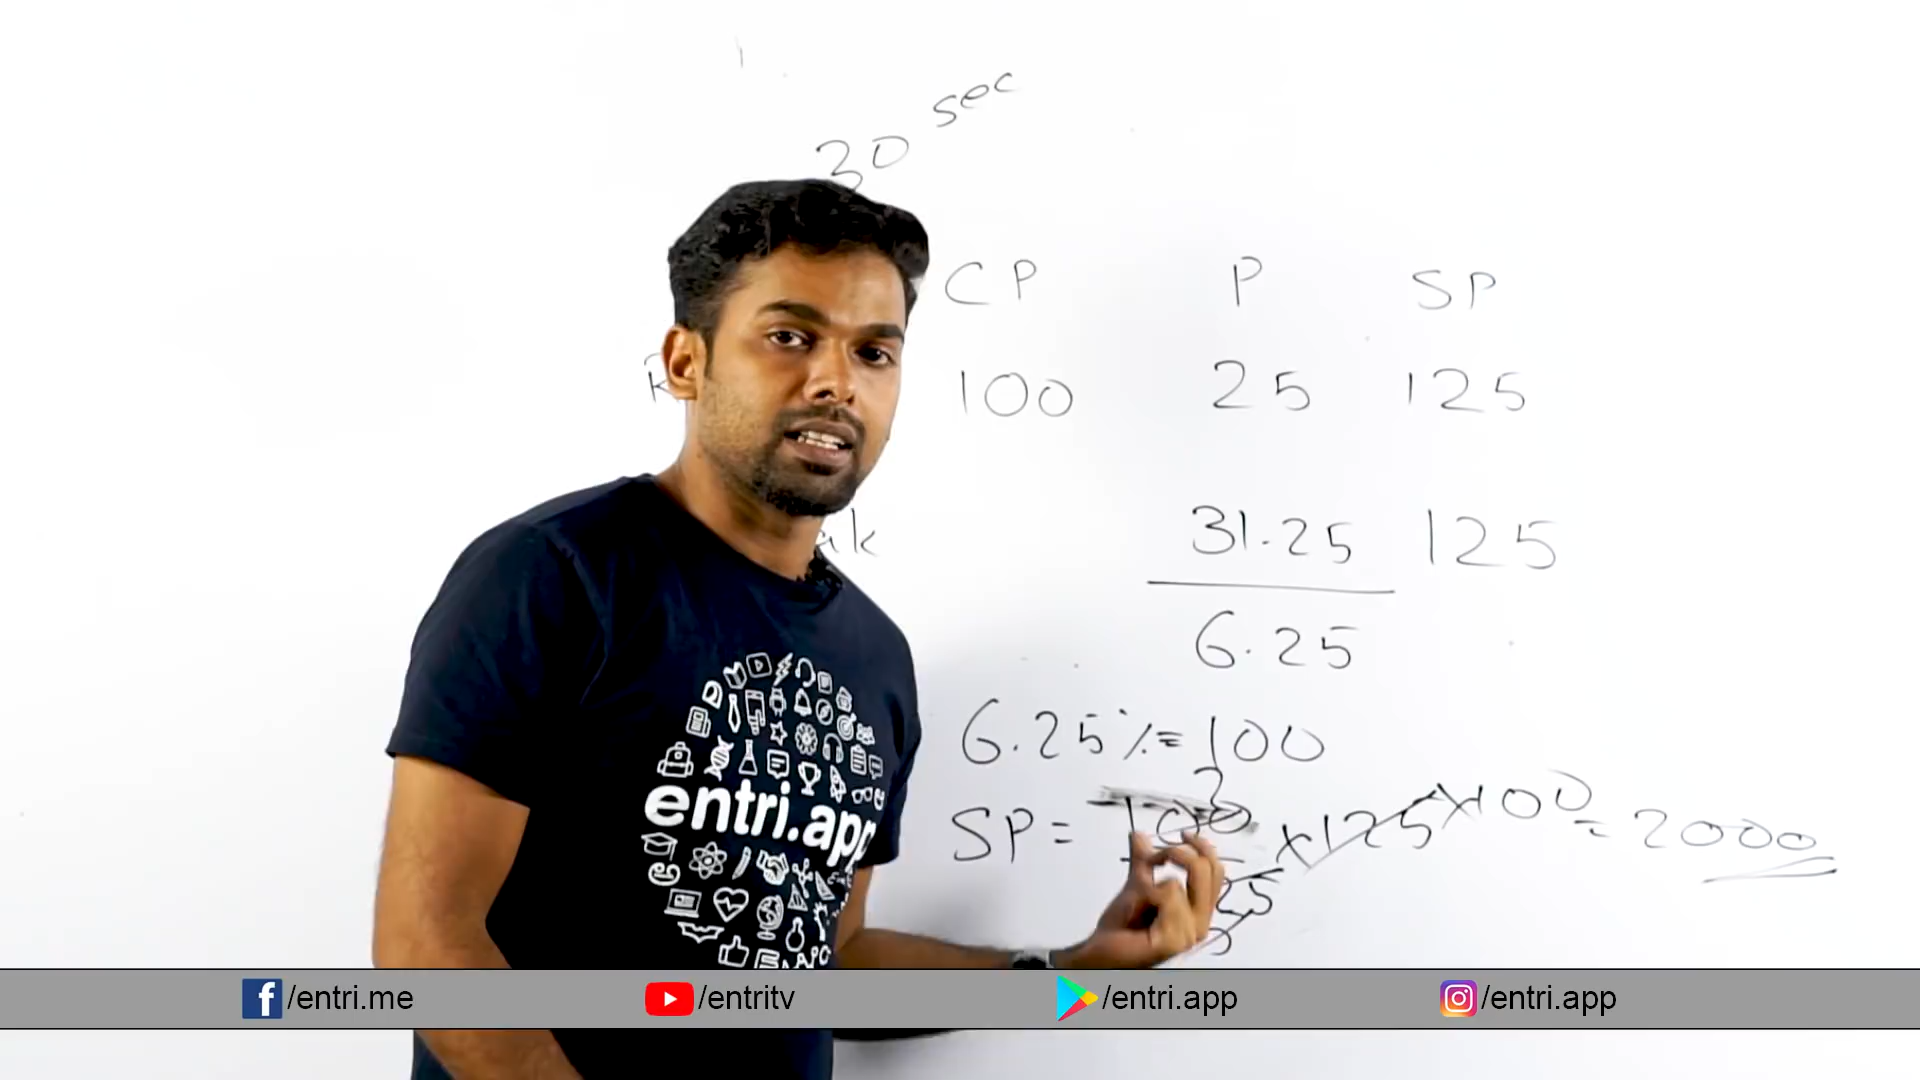 30 sec
CP P SP
100 25 125
31.25 125
6.25
6.25% = 100
SP = 100 × 125 × 100 = 2000
25
entri.app
/entri.me /entritv /entri.app /entri.app